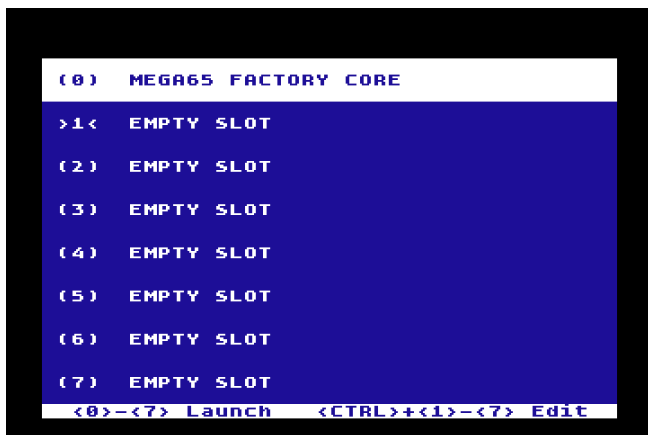 (0) MEGA65 FACTORY CORE
>1< EMPTY SLOT
(2) EMPTY SLOT
(3) EMPTY SLOT
(4) EMPTY SLOT
(5) EMPTY SLOT
(6) EMPTY SLOT
(7) EMPTY SLOT
<0>-<7> Launch <CTRL>+<1>-<7> Edit